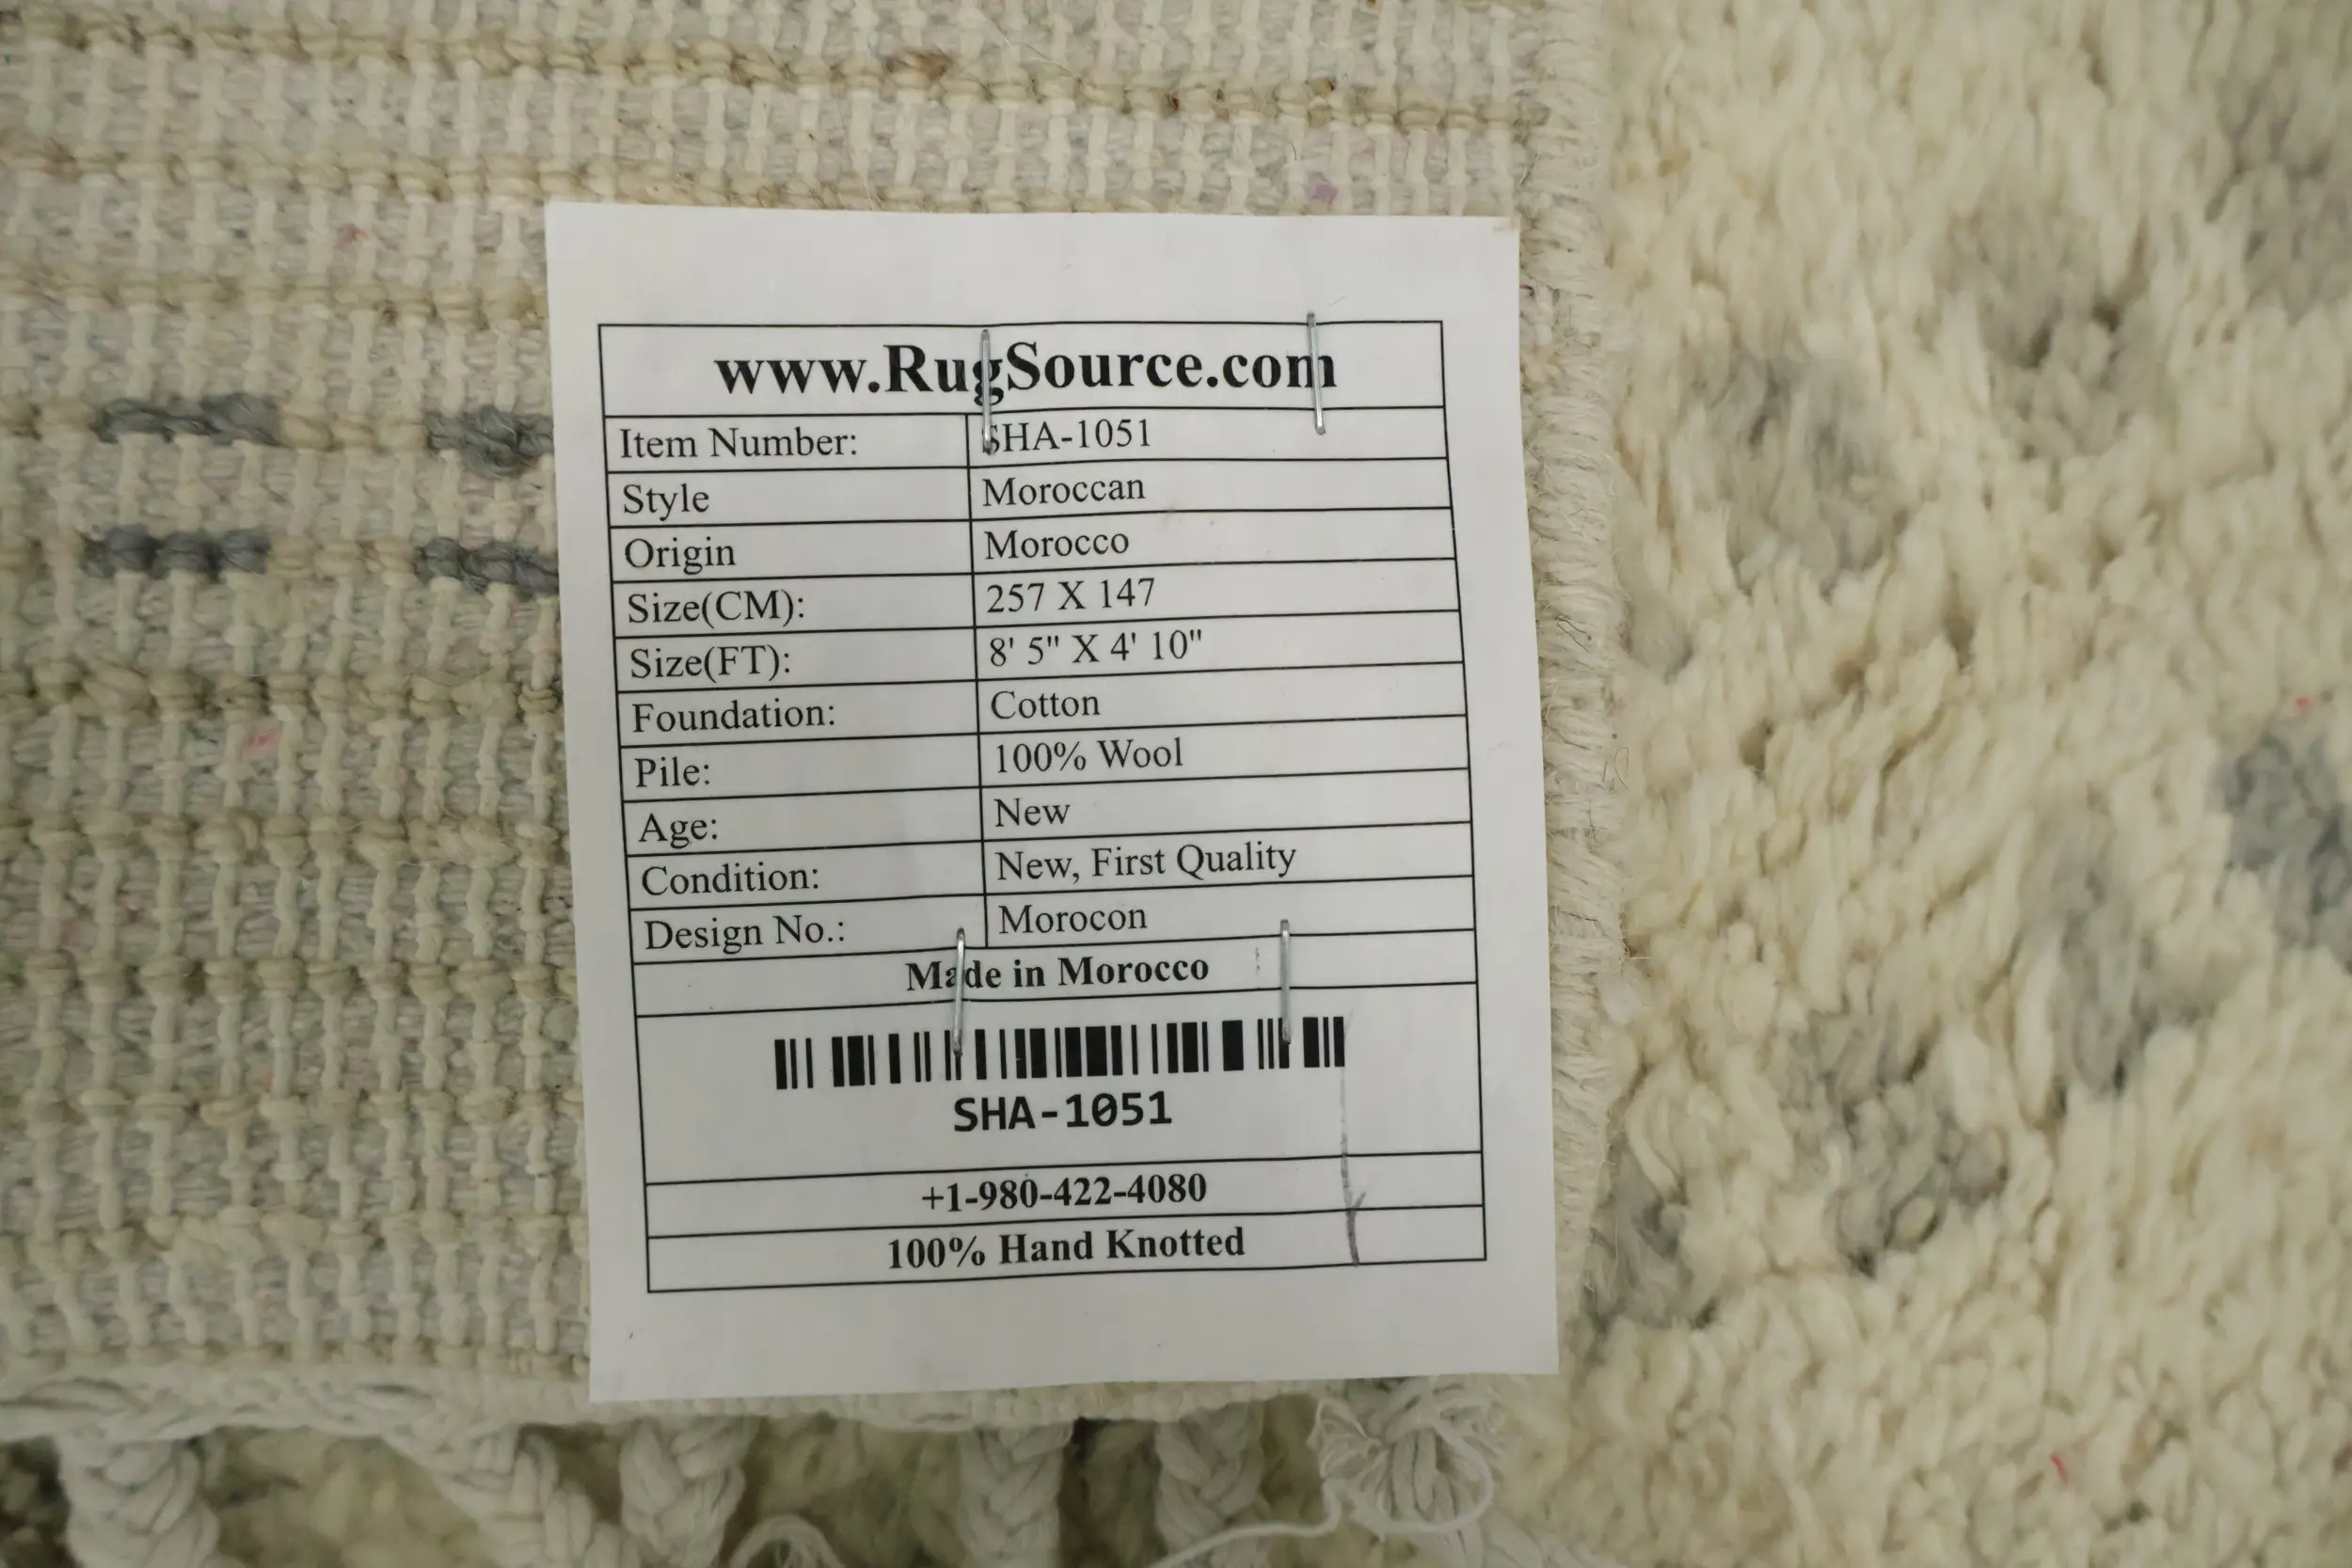 www.RugSource.com
Item Number: SHA-1051
Style Moroccan
Origin Morocco
Size(CM): 257 X 147
Size(FT): 8' 5" X 4' 10"
Foundation: Cotton
Pile: 100% Wool
Age: New
Condition: New, First Quality
Design No.: Morocon
Made in Morocco
SHA-1051
+1-980-422-4080
100% Hand Knotted